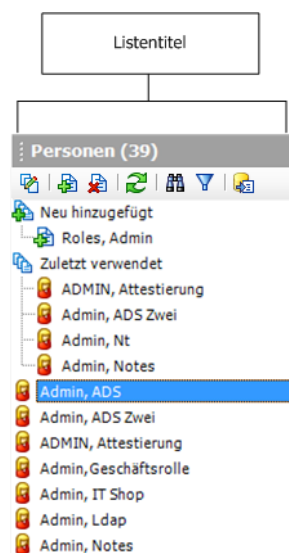 Listentitel
Personen (39)
Neu hinzugefügt
Roles, Admin
Zuletzt verwendet
ADMIN, Attestierung
Admin, ADS Zwei
Admin, Nt
Admin, Notes
Admin, ADS
Admin, ADS Zwei
ADMIN, Attestierung
Admin,Geschäftsrolle
Admin, IT Shop
Admin, Ldap
Admin, Notes